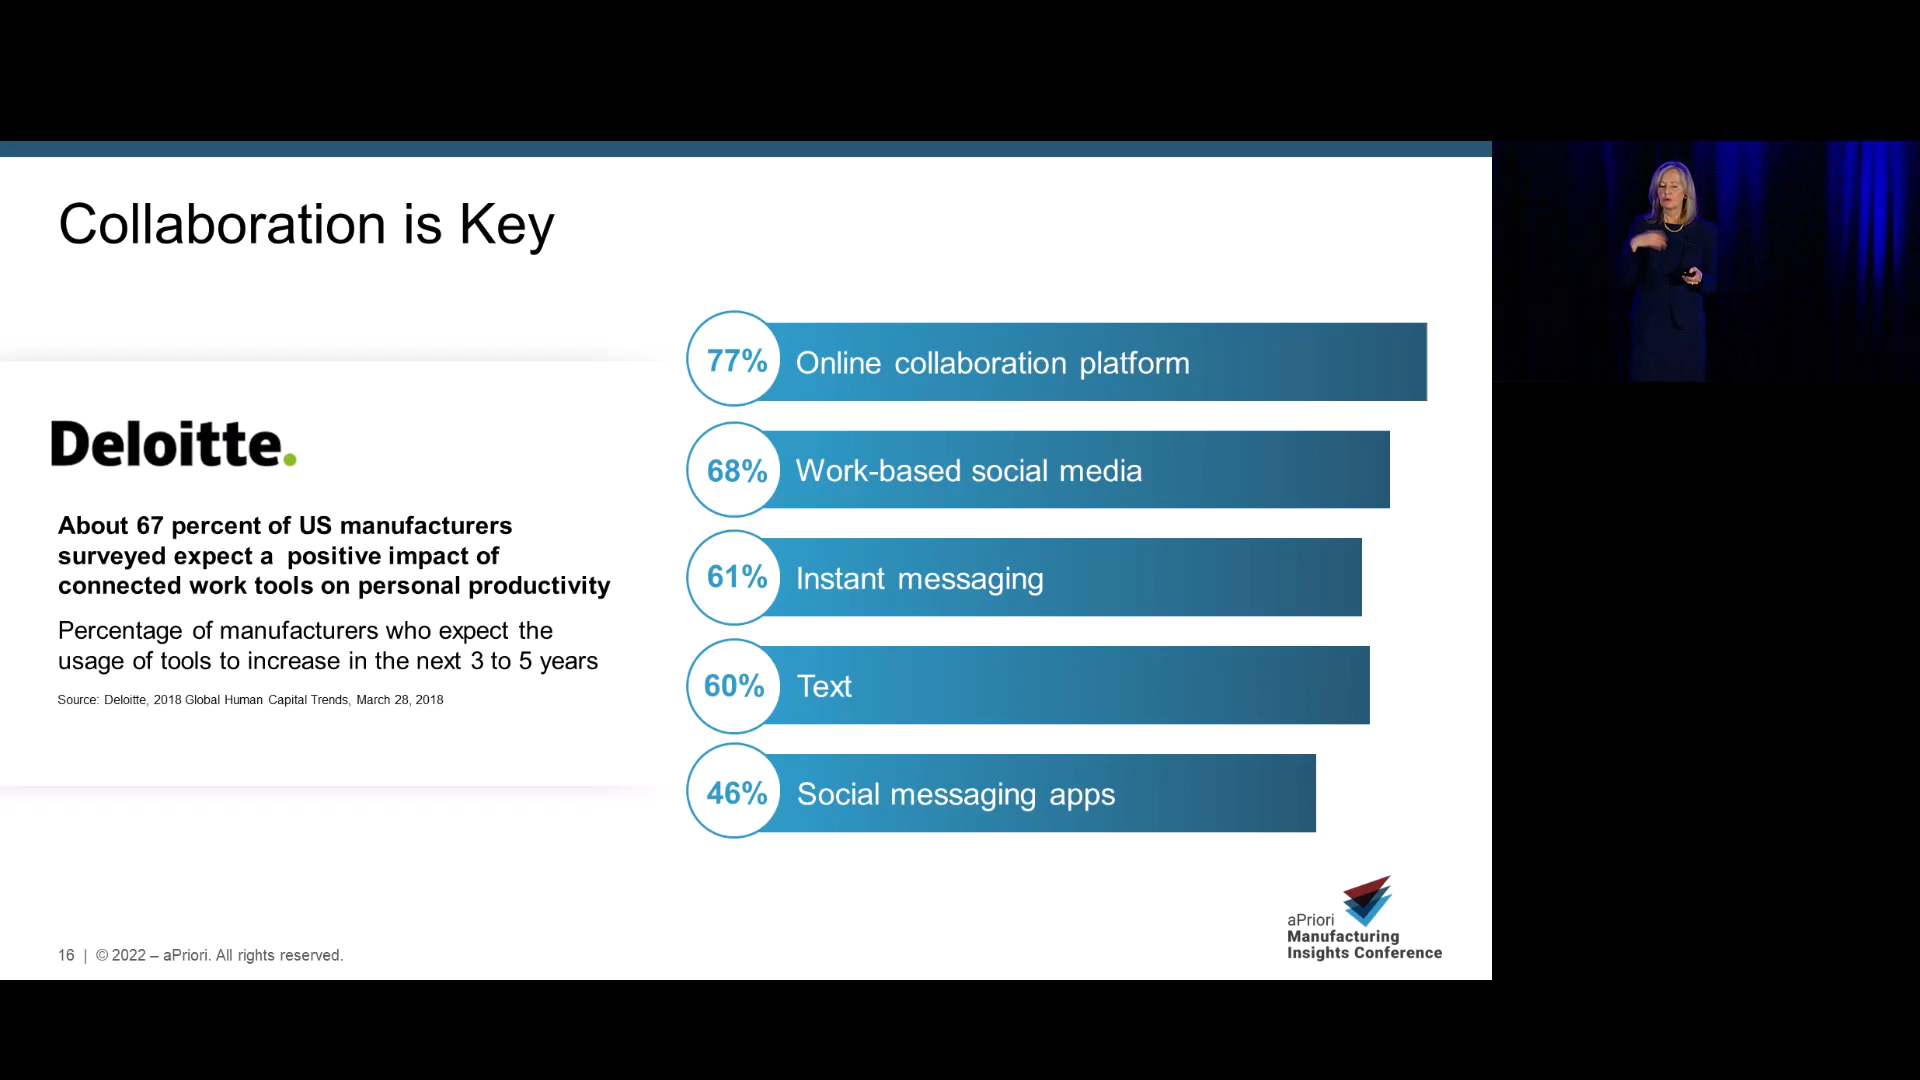 Collaboration is Key
Deloitte.
About 67 percent of US manufacturers
surveyed expect a positive impact of
connected work tools on personal productivity
Percentage of manufacturers who expect the
usage of tools to increase in the next 3 to 5 years
Source: Deloitte, 2018 Global Human Capital Trends, March 28, 2018
77% Online collaboration platform
68% Work-based social media
61% Instant messaging
60% Text
46% Social messaging apps
16 | © 2022 – aPriori. All rights reserved.
aPriori
Manufacturing
Insights Conference